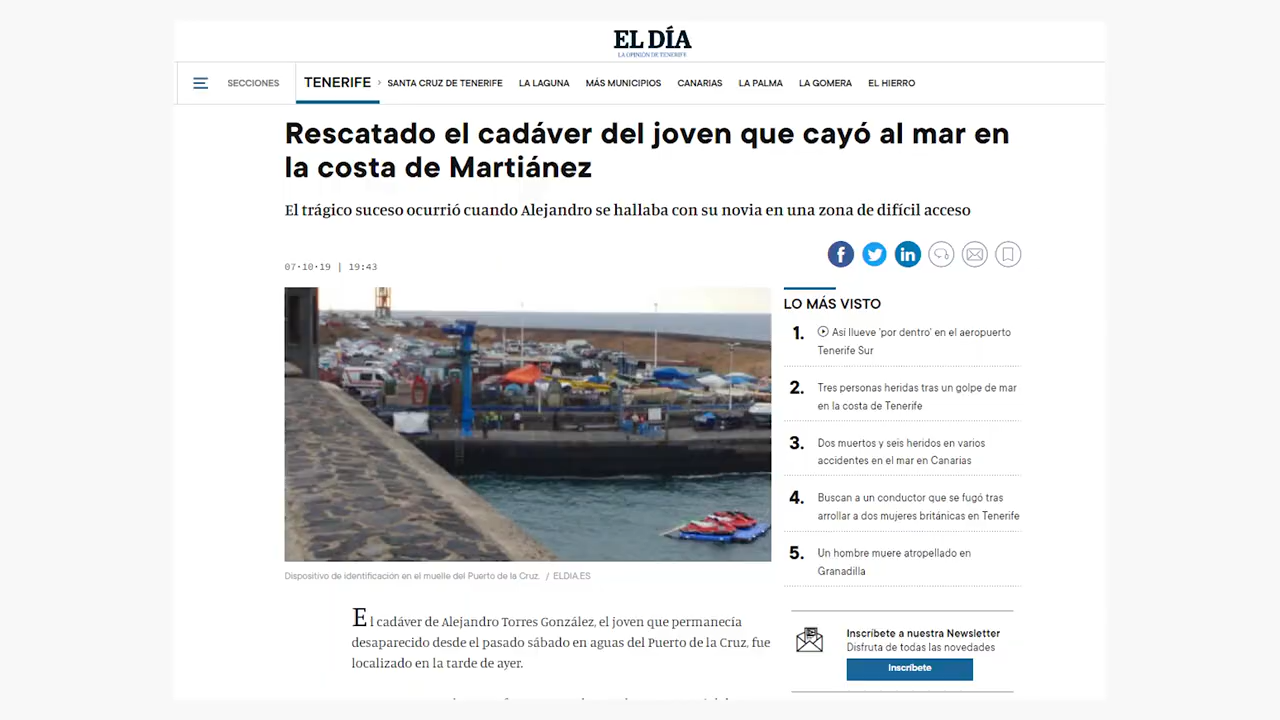 EL DÍA
LA OPINIÓN DE TENERIFE
SECCIONES
TENERIFE › SANTA CRUZ DE TENERIFE LA LAGUNA MÁS MUNICIPIOS CANARIAS LA PALMA LA GOMERA EL HIERRO
Rescatado el cadáver del joven que cayó al mar en
la costa de Martiánez
El trágico suceso ocurrió cuando Alejandro se hallaba con su novia en una zona de difícil acceso
07·10·19 | 19:43
Dispositivo de identificación en el muelle del Puerto de la Cruz. / ELDIA.ES
El cadáver de Alejandro Torres González, el joven que permanecía
desaparecido desde el pasado sábado en aguas del Puerto de la Cruz, fue
localizado en la tarde de ayer.
LO MÁS VISTO
1. Así llueve 'por dentro' en el aeropuerto
Tenerife Sur
2. Tres personas heridas tras un golpe de mar
en la costa de Tenerife
3. Dos muertos y seis heridos en varios
accidentes en el mar en Canarias
4. Buscan a un conductor que se fugó tras
arrollar a dos mujeres británicas en Tenerife
5. Un hombre muere atropellado en
Granadilla
Inscríbete a nuestra Newsletter
Disfruta de todas las novedades
Inscríbete